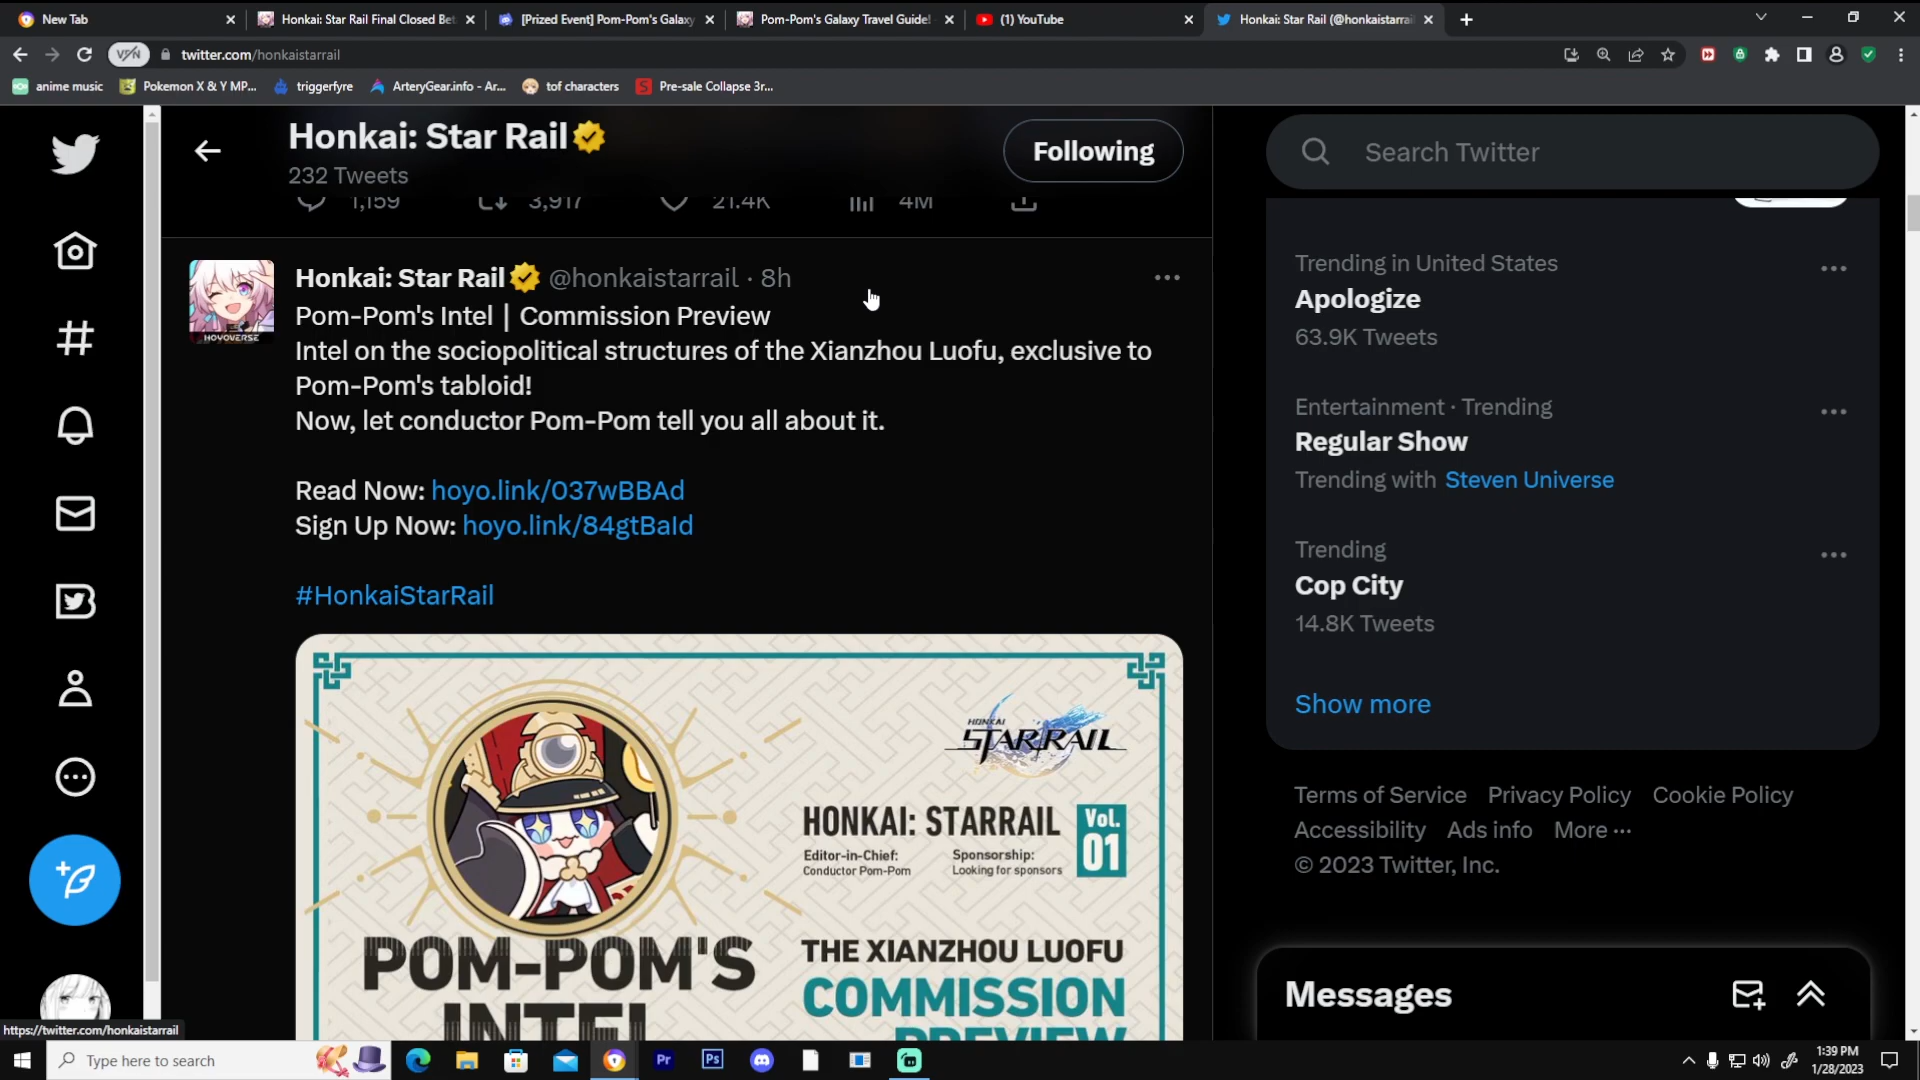 New Tab
Honkai: Star Rail Final Closed Bet
[Prized Event] Pom-Pom's Galaxy
Pom-Pom's Galaxy Travel Guide!
(1) YouTube
Honkai: Star Rail (@honkaistarrail
VPN
twitter.com/honkaistarrail
anime music
Pokemon X & Y MP...
triggerfyre
ArteryGear.info - Ar...
tof characters
Pre-sale Collapse 3r...
Honkai: Star Rail
232 Tweets
Following
Search Twitter
1,159
3,917
21.4K
4M
Honkai: Star Rail @honkaistarrail · 8h
HOYOVERSE
Pom-Pom's Intel | Commission Preview
Intel on the sociopolitical structures of the Xianzhou Luofu, exclusive to
Pom-Pom's tabloid!
Now, let conductor Pom-Pom tell you all about it.
Read Now: hoyo.link/037wBBAd
Sign Up Now: hoyo.link/84gtBaId
#HonkaiStarRail
HONKAI
STAR RAIL
HONKAI: STARRAIL
Vol.
01
Editor-in-Chief:
Conductor Pom-Pom
Sponsorship:
Looking for sponsors
POM-POM'S
INTEL
THE XIANZHOU LUOFU
COMMISSION
PREVIEW
Trending in United States
Apologize
63.9K Tweets
Entertainment · Trending
Regular Show
Trending with Steven Universe
Trending
Cop City
14.8K Tweets
Show more
Terms of Service Privacy Policy Cookie Policy
Accessibility Ads info More ···
© 2023 Twitter, Inc.
Messages
https://twitter.com/honkaistarrail
Type here to search
Pr
Ps
1:39 PM
1/28/2023